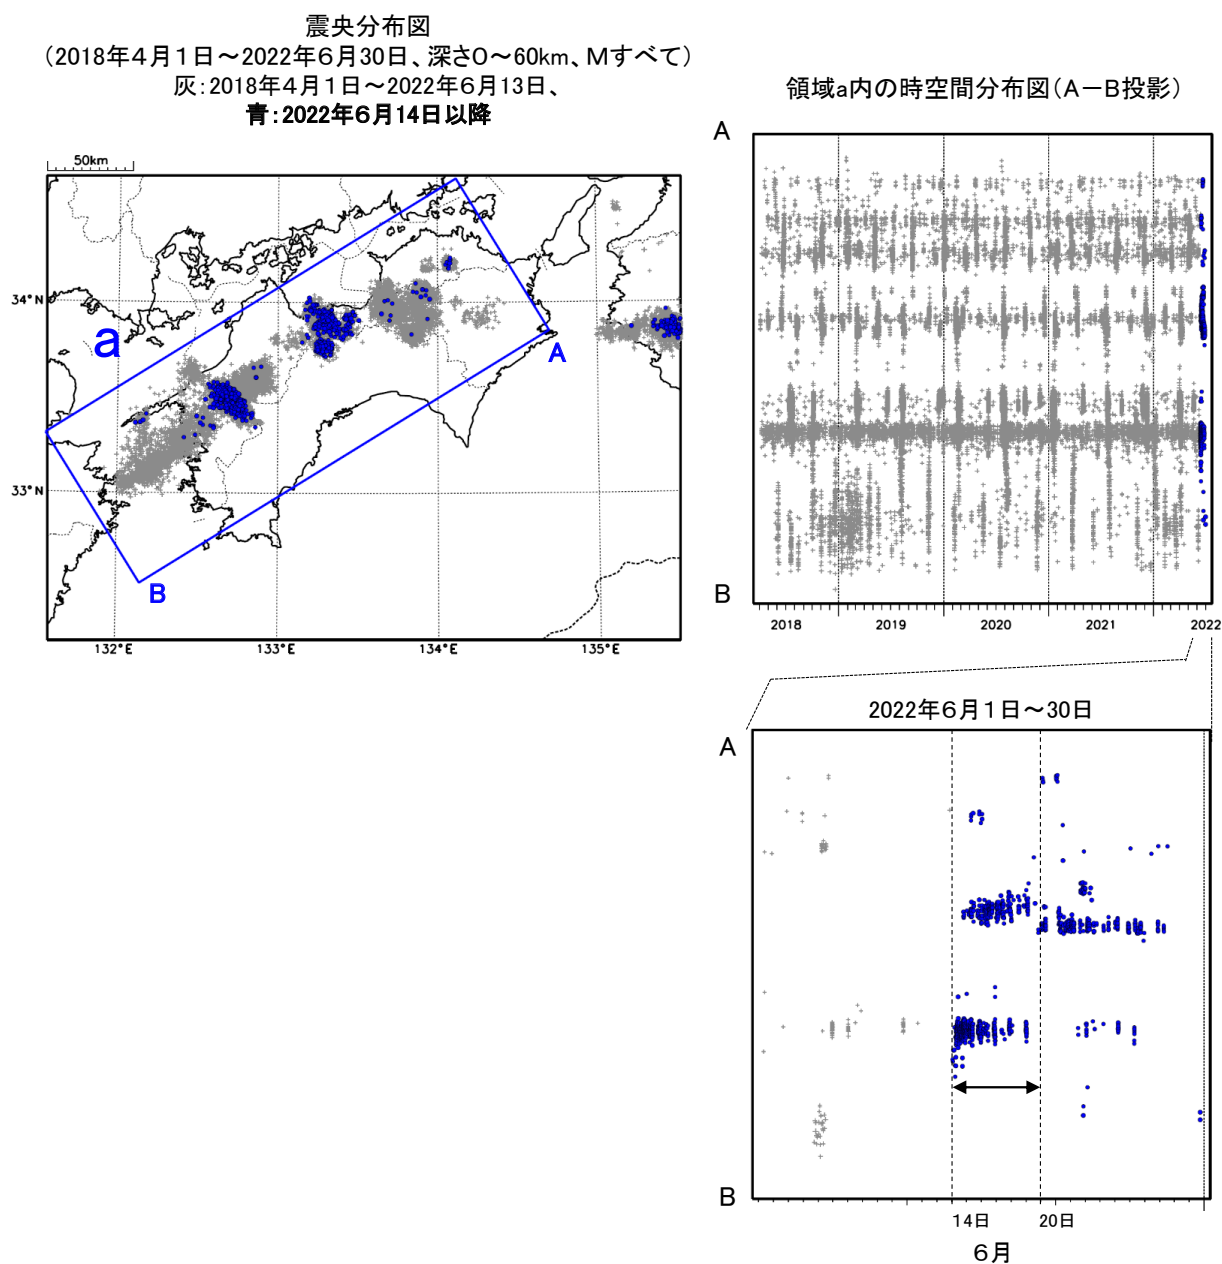 震央分布図
（2018年４月１日～2022年６月30日、深さ０～60km、Mすべて）
灰：2018年４月１日～2022年６月13日、
青：2022年６月14日以降
50km
34°N
33°N
132°E
133°E
134°E
135°E
a
A
B
領域a内の時空間分布図（A－B投影）
A
B
2018
2019
2020
2021
2022
2022年６月１日～30日
A
B
14日
20日
６月